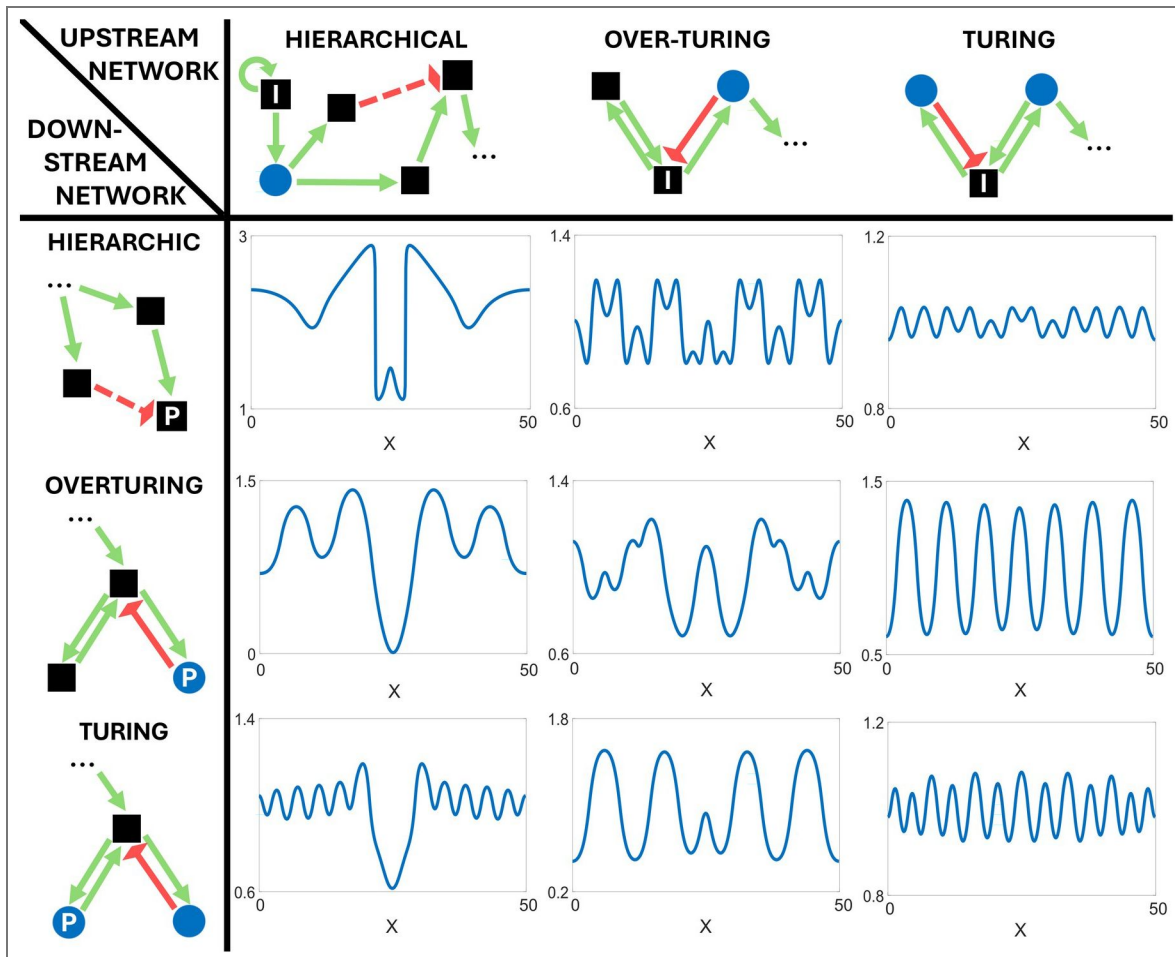 UPSTREAM
NETWORK
DOWN-
STREAM
NETWORK
HIERARCHICAL
I
...
OVER-TURING
I
...
TURING
I
...
HIERARCHIC
...
P
3
1
0
50
X
1.4
0.6
0
50
X
1.2
0.8
0
50
X
OVERTURING
...
P
1.5
0
0
50
X
1.4
0.6
0
50
X
1.5
0.5
0
50
X
TURING
...
P
1.4
0.6
0
50
X
1.8
0.2
0
50
X
1.2
0.8
0
50
X